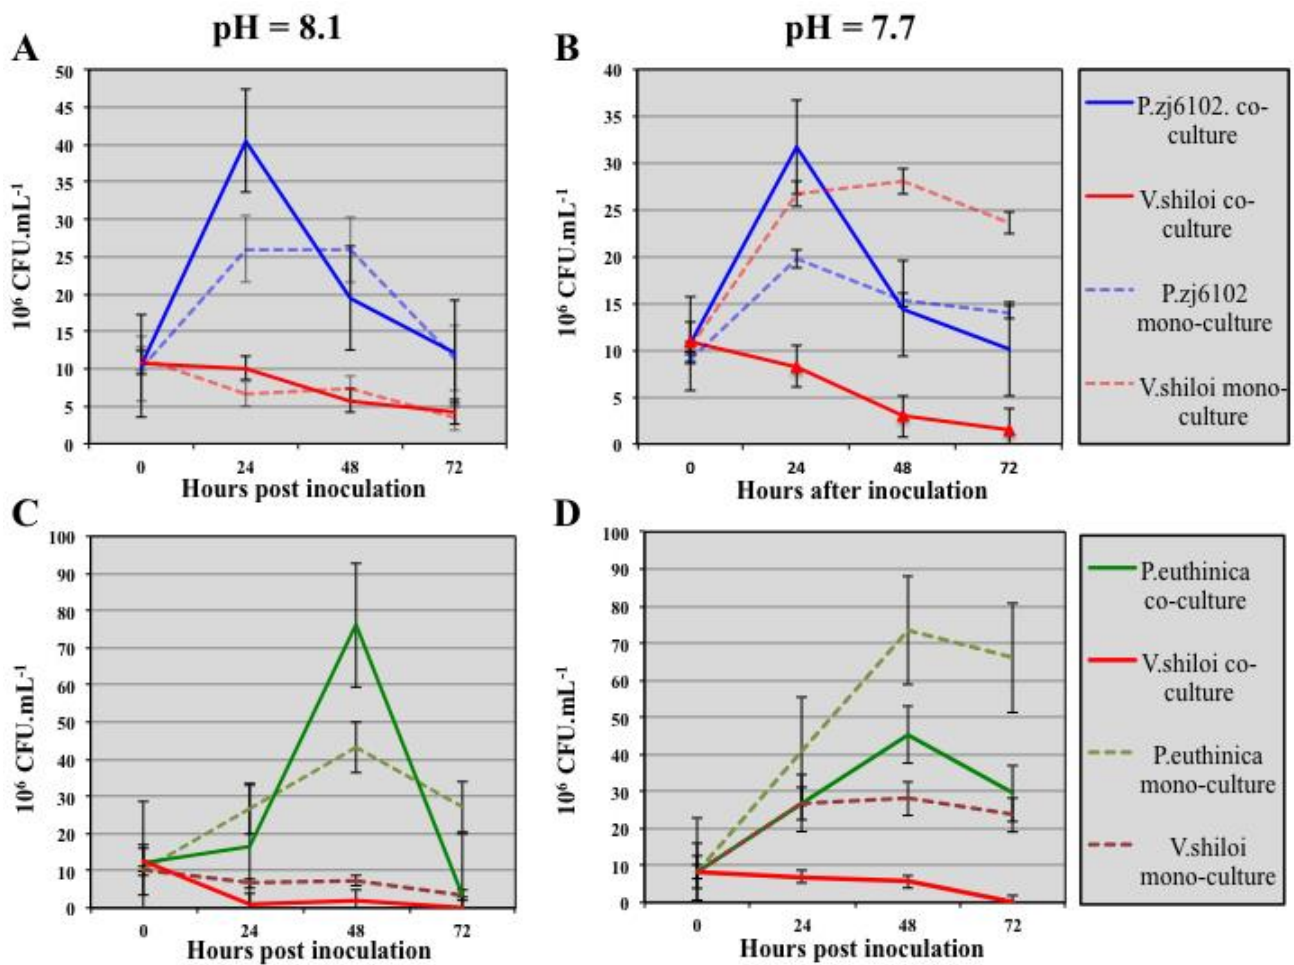 pH = 8.1
pH = 7.7
A
50
45
40
35
30
25
20
15
10
5
0
10⁶ CFU.mL⁻¹
0
24
48
72
Hours post inoculation
B
40
35
30
25
20
15
10
5
0
10⁶ CFU.mL⁻¹
0
24
48
72
Hours after inoculation
P.zj6102. co-
culture
V.shiloi co-
culture
P.zj6102
mono-culture
V.shiloi mono-
culture
C
100
90
80
70
60
50
40
30
20
10
0
10⁶ CFU.mL⁻¹
0
24
48
72
Hours post inoculation
D
100
90
80
70
60
50
40
30
20
10
0
10⁶ CFU.mL⁻¹
0
24
48
72
Hours post inoculation
P.euthinica
co-culture
V.shiloi co-
culture
P.euthinica
mono-culture
V.shiloi
mono-culture